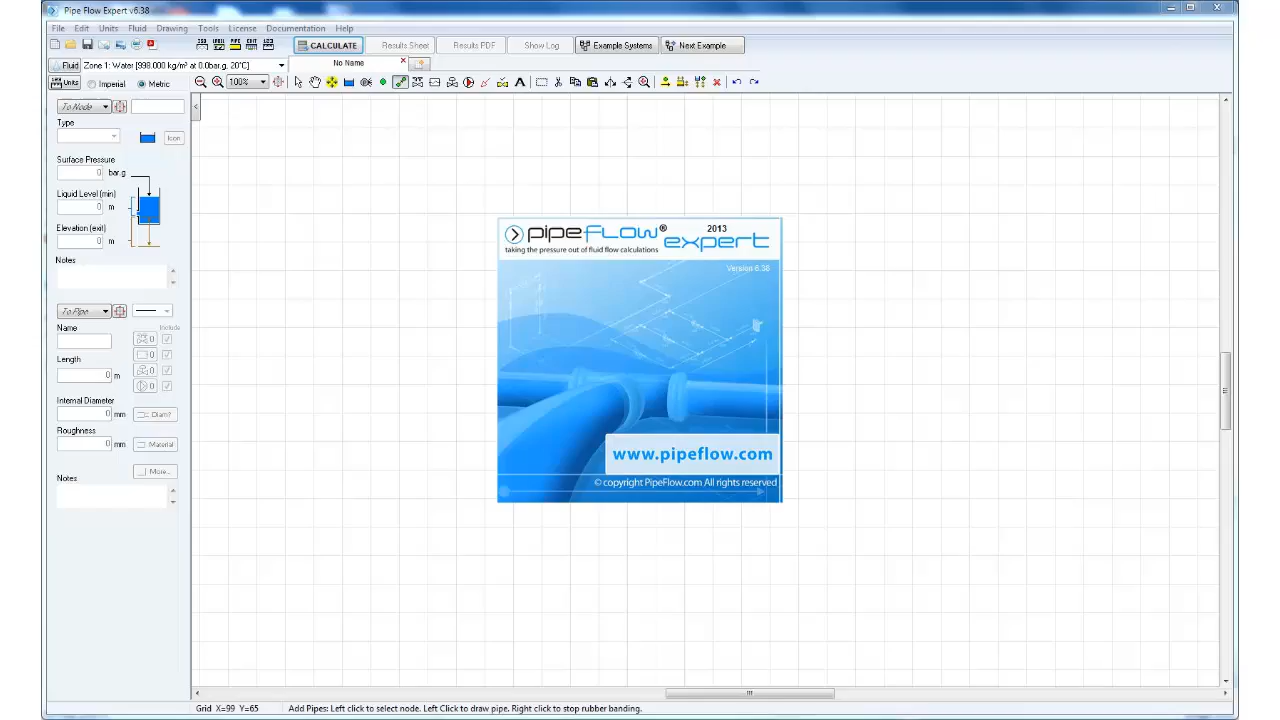 Pipe Flow Expert v6.38
File Edit Units Fluid Drawing Tools License Documentation Help
CALCULATE Results Sheet Results PDF Show Log Example Systems Next Example
Fluid Zone 1: Water [998.000 kg/m³ at 0.0bar.g, 20°C] No Name
Units Imperial Metric 100% A
To Node
Type
Icon
Surface Pressure
0 bar.g
Liquid Level (min)
0 m
Elevation (exit)
0 m
Notes
To Pipe
Name Include
0
Length 0
0 m 0
0
Internal Diameter
0 mm Diam?
Roughness
0 mm Material
More..
Notes
pipeFLOW® expert 2013
taking the pressure out of fluid flow calculations
Version 6.38
www.pipeflow.com
© copyright PipeFlow.com All rights reserved
Grid X=99 Y=65 Add Pipes: Left click to select node. Left Click to draw pipe. Right click to stop rubber banding.